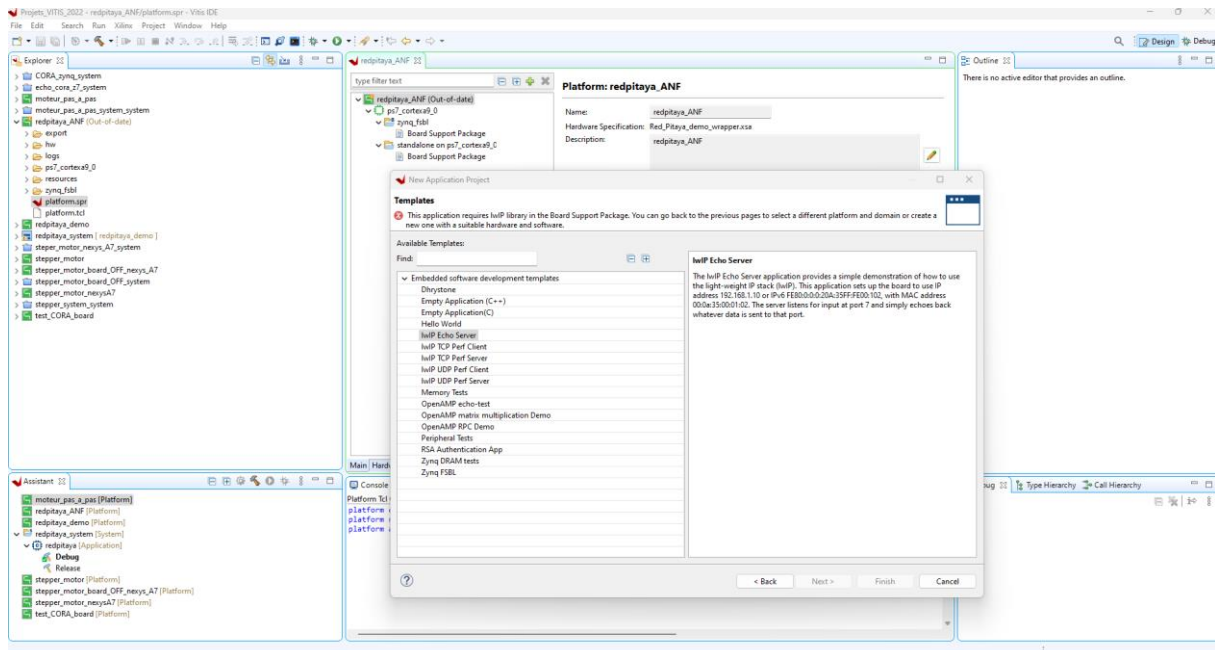 Projets_VITIS_2022 - redpitaya_ANF/platform.spr - Vitis IDE
File Edit Search Run Xilinx Project Window Help
Design Debug
Explorer
CORA_zynq_system
echo_cora_z7_system
moteur_pas_a_pas
moteur_pas_a_pas_system_system
redpitaya_ANF (Out-of-date)
export
hw
logs
ps7_cortexa9_0
resources
zynq_fsbl
platform.spr
platform.tcl
redpitaya_demo
redpitaya_system [ redpitaya_demo ]
steper_motor_nexys_A7_system
stepper_motor
stepper_motor_board_OFF_nexys_A7
stepper_motor_board_OFF_system
stepper_motor_nexysA7
stepper_system_system
test_CORA_board
redpitaya_ANF
type filter text
redpitaya_ANF (Out-of-date)
ps7_cortexa9_0
zynq_fsbl
Board Support Package
standalone on ps7_cortexa9_0
Board Support Package
Platform: redpitaya_ANF
Name: redpitaya_ANF
Hardware Specification: Red_Pitaya_demo_wrapper.xsa
Description: redpitaya_ANF
Outline
There is no active editor that provides an outline.
New Application Project
Templates
This application requires lwIP library in the Board Support Package. You can go back to the previous pages to select a different platform and domain or create a
new one with a suitable hardware and software.
Available Templates:
Find:
Embedded software development templates
Dhrystone
Empty Application (C++)
Empty Application(C)
Hello World
lwIP Echo Server
lwIP TCP Perf Client
lwIP TCP Perf Server
lwIP UDP Perf Client
lwIP UDP Perf Server
Memory Tests
OpenAMP echo-test
OpenAMP matrix multiplication Demo
OpenAMP RPC Demo
Peripheral Tests
RSA Authentication App
Zynq DRAM tests
Zynq FSBL
lwIP Echo Server
The lwIP Echo Server application provides a simple demonstration of how to use
the light-weight IP stack (lwIP). This application sets up the board to use IP
address 192.168.1.10 or IPv6 FE80:0:0:0:20A:35FF:FE00:102, with MAC address
00:0a:35:00:01:02. The server listens for input at port 7 and simply echoes back
whatever data is sent to that port.
< Back Next > Finish Cancel
Main Hard
Assistant
moteur_pas_a_pas [Platform]
redpitaya_ANF [Platform]
redpitaya_demo [Platform]
redpitaya_system [System]
redpitaya [Application]
Debug
Release
stepper_motor [Platform]
stepper_motor_board_OFF_nexys_A7 [Platform]
stepper_motor_nexysA7 [Platform]
test_CORA_board [Platform]
Console
Platform Tcl
platform
platform
platform
Type Hierarchy Call Hierarchy